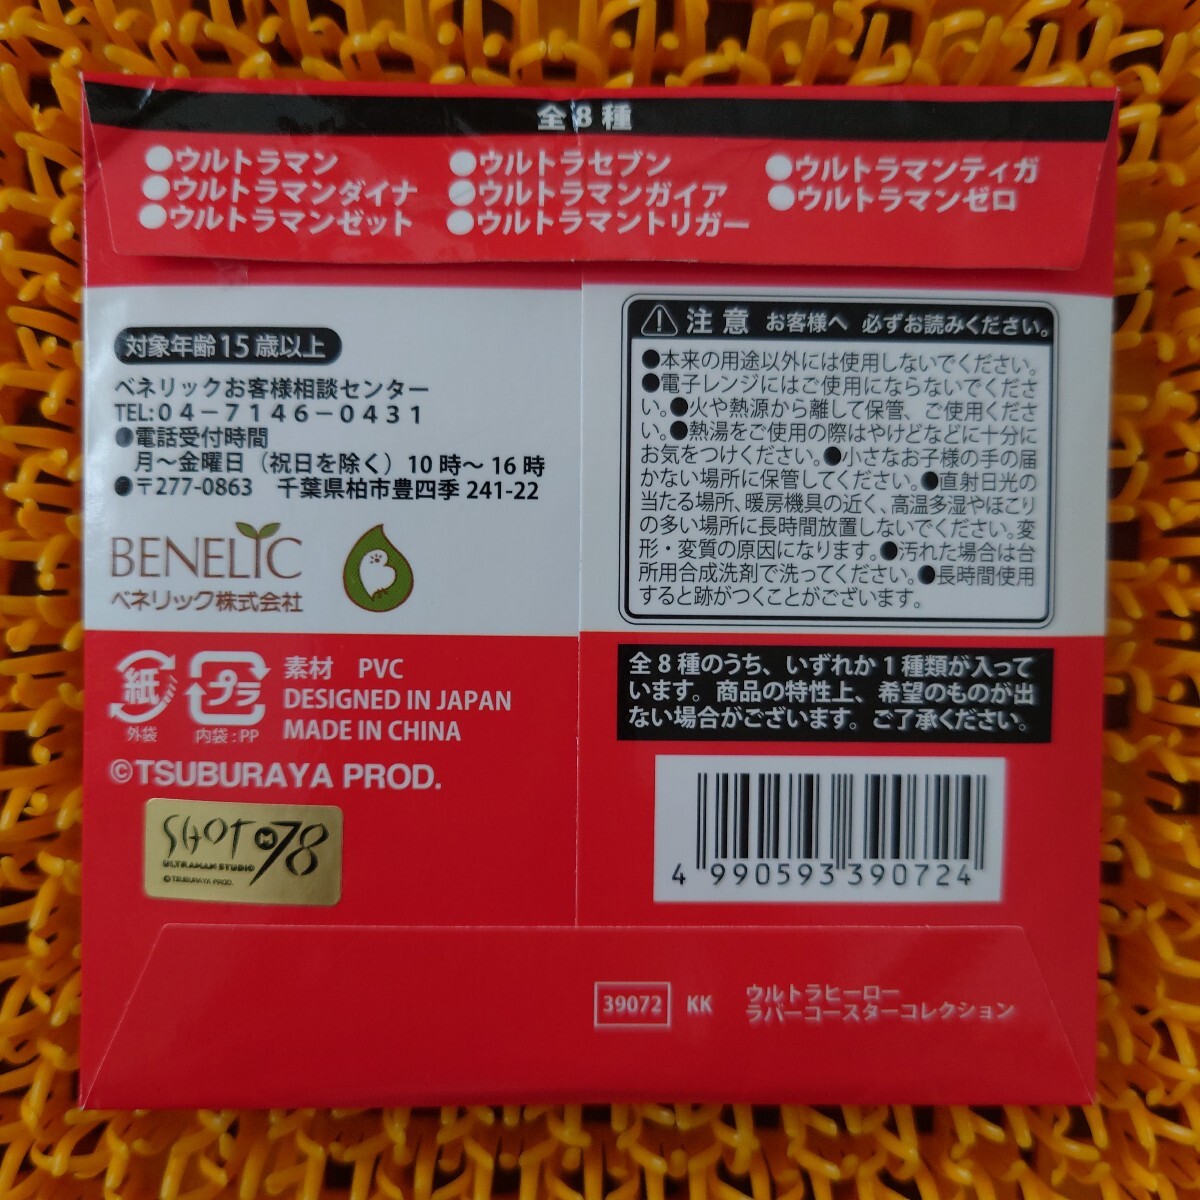 全8種
●ウルトラマン ●ウルトラセブン ●ウルトラマンティガ
●ウルトラマンダイナ ●ウルトラマンガイア ●ウルトラマンゼロ
●ウルトラマンゼット ●ウルトラマントリガー
対象年齢15歳以上
ベネリックお客様相談センター
TEL:04-7146-0431
●電話受付時間
月〜金曜日（祝日を除く）10時〜16時
●〒277-0863 千葉県柏市豊四季241-22
BENELIC
ベネリック株式会社
注意 お客様へ 必ずお読みください。
●本来の用途以外には使用しないでください。
●電子レンジにはご使用にならないでくださ
い。●火や熱源から離して保管、ご使用くださ
い。●熱湯をご使用の際はやけどなどに十分に
お気をつけください。●小さなお子様の手の届
かない場所に保管してください。●直射日光の
当たる場所、暖房機具の近く、高温多湿やほこり
の多い場所に長時間放置しないでください。変
形・変質の原因になります。●汚れた場合は台
所用合成洗剤で洗ってください。●長時間使用
すると跡がつくことがございます。
紙
外袋
プラ
内袋:PP
素材 PVC
DESIGNED IN JAPAN
MADE IN CHINA
©TSUBURAYA PROD.
SHOT M78
ULTRAMAN STUDIO
©TSUBURAYA PROD.
全8種のうち、いずれか1種類が入って
います。商品の特性上、希望のものが出
ない場合がございます。ご了承ください。
4 990593 390724
39072 KK ウルトラヒーロー
ラバーコースターコレクション